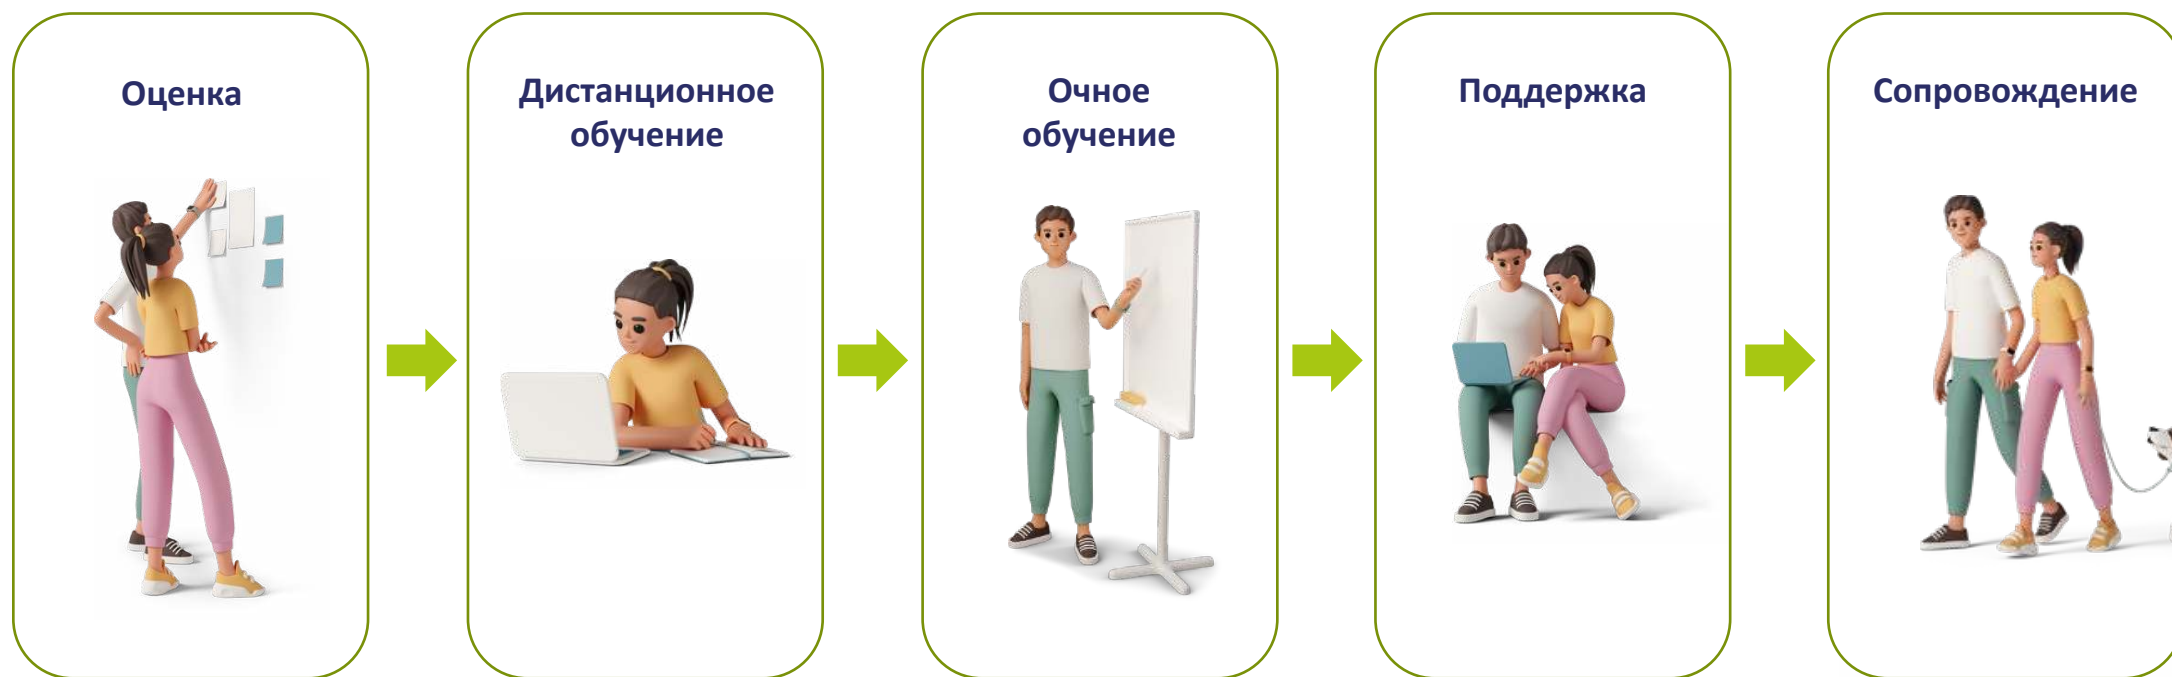 Оценка
Дистанционное
обучение
Очное
обучение
Поддержка
Сопровождение